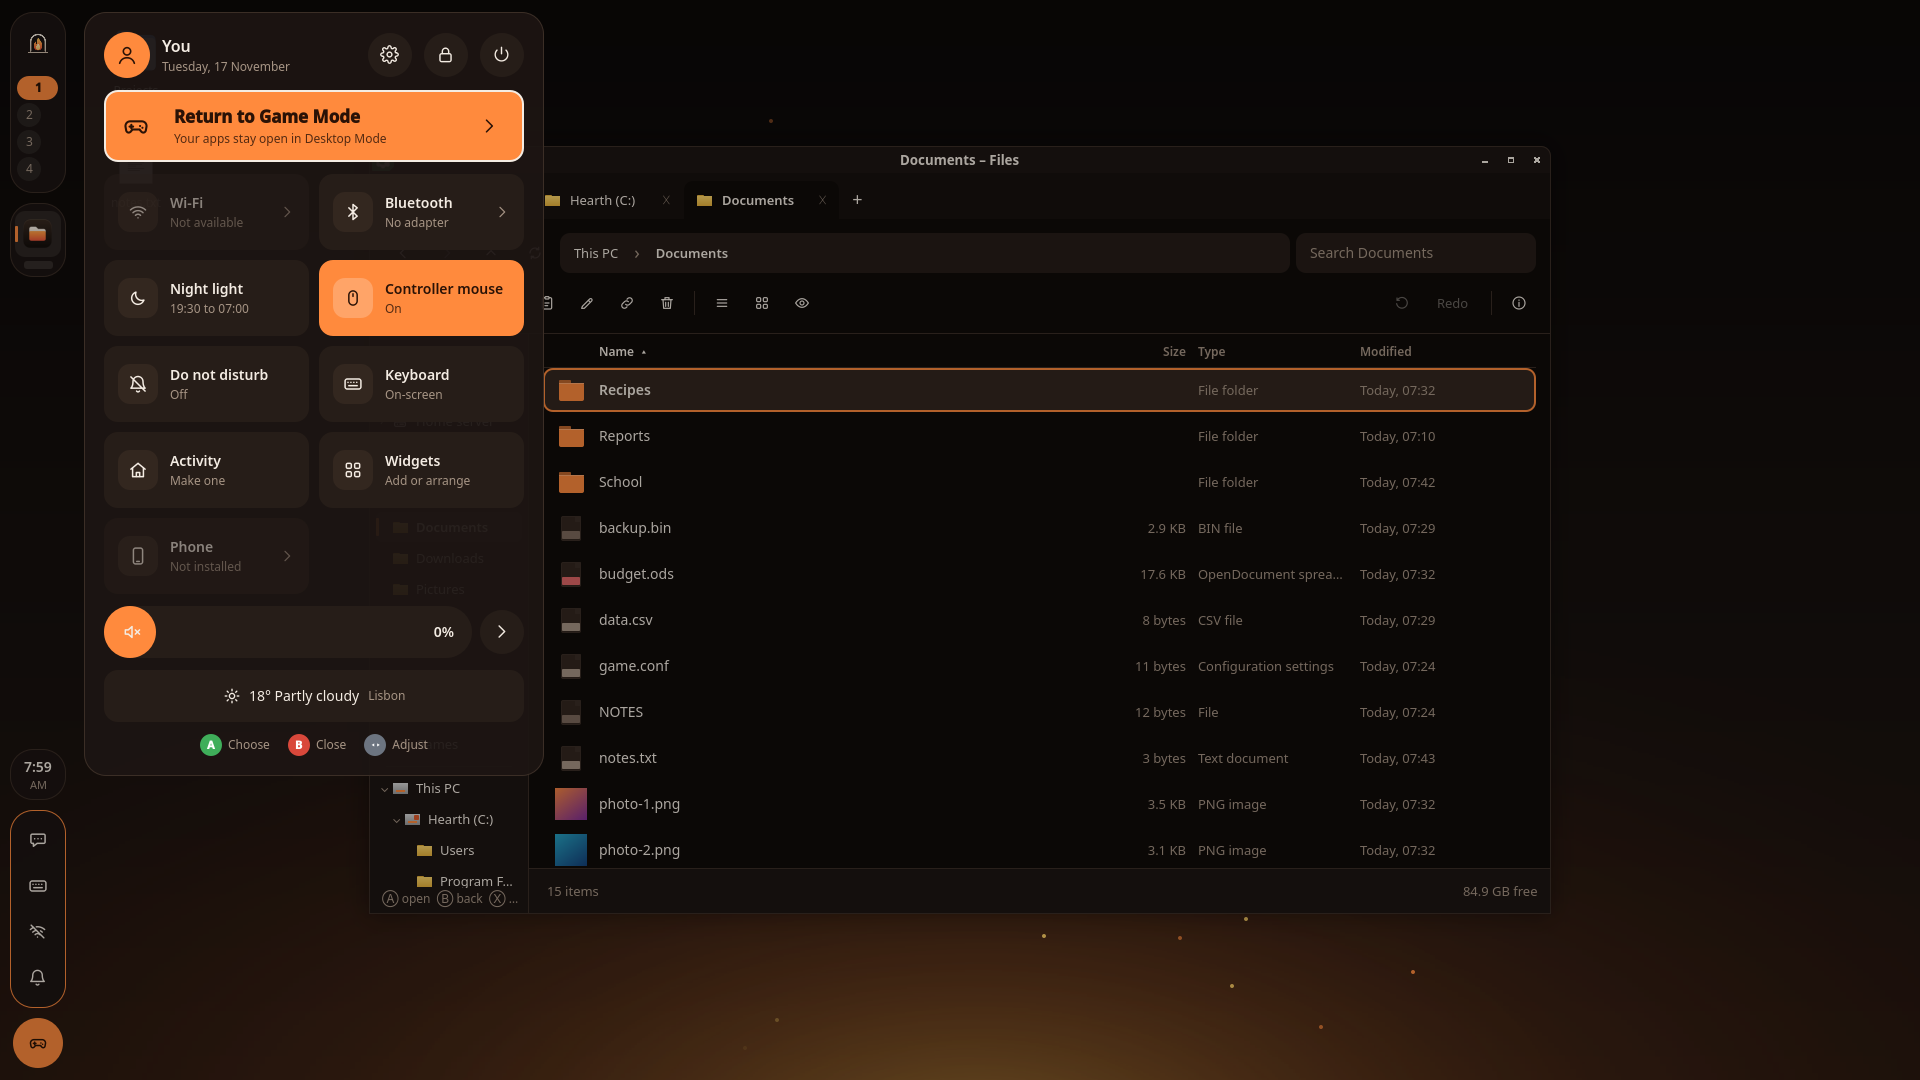 1
2
3
4
7:59
AM
You
Tuesday, 17 November
Return to Game Mode
Your apps stay open in Desktop Mode
Wi-Fi
Not available
Bluetooth
No adapter
Night light
19:30 to 07:00
Controller mouse
On
Do not disturb
Off
Keyboard
On-screen
Activity
Make one
Widgets
Add or arrange
Phone
Not installed
Documents
Downloads
Pictures
0%
18° Partly cloudy Lisbon
A Choose B Close Adjust
Documents – Files
Hearth (C:) X Documents X +
This PC › Documents
Search Documents
Redo
Name Size Type Modified
Recipes File folder Today, 07:32
Reports File folder Today, 07:10
School File folder Today, 07:42
backup.bin 2.9 KB BIN file Today, 07:29
budget.ods 17.6 KB OpenDocument sprea... Today, 07:32
data.csv 8 bytes CSV file Today, 07:29
game.conf 11 bytes Configuration settings Today, 07:24
NOTES 12 bytes File Today, 07:24
notes.txt 3 bytes Text document Today, 07:43
photo-1.png 3.5 KB PNG image Today, 07:32
photo-2.png 3.1 KB PNG image Today, 07:32
This PC
Hearth (C:)
Users
Program F...
A open B back X ...
15 items
84.9 GB free